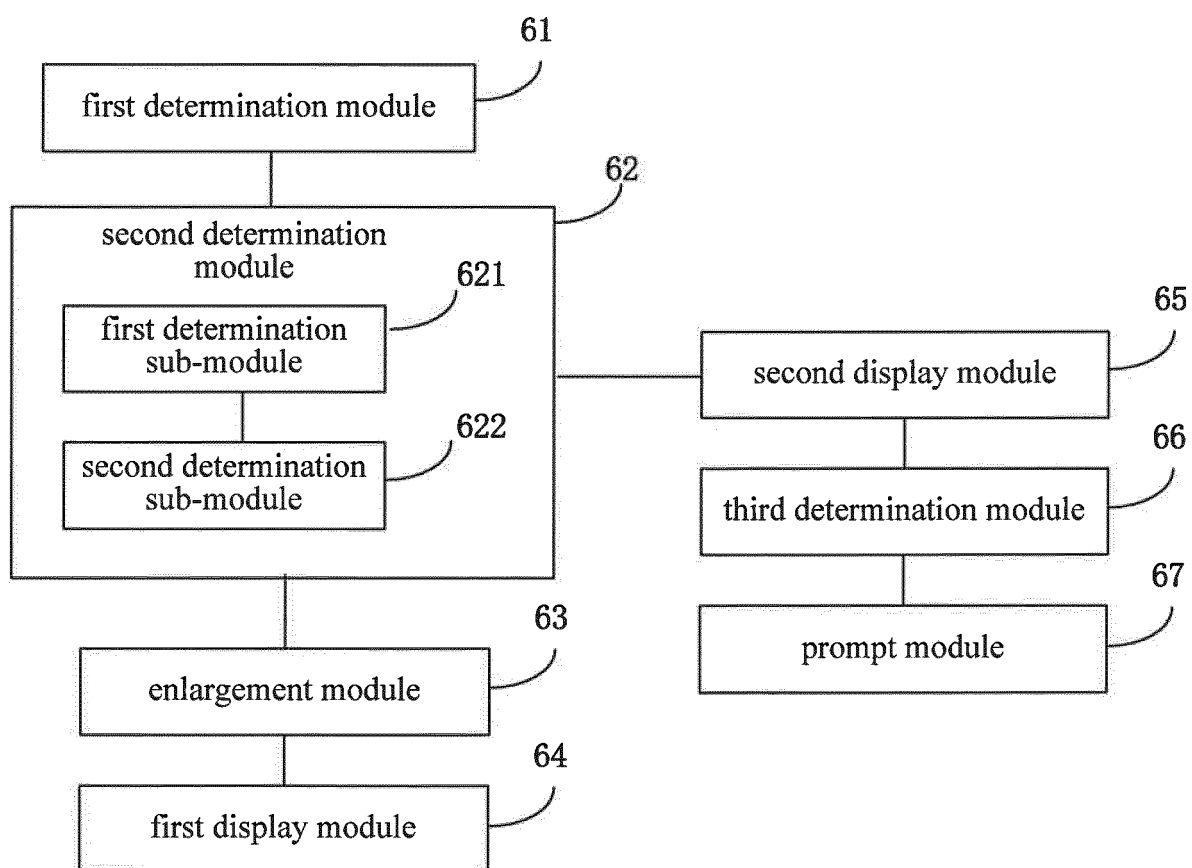 61
first determination module
62
second determination
module
621
first determination
sub-module
622
second determination
sub-module
63
enlargement module
64
first display module
65
second display module
66
third determination module
67
prompt module